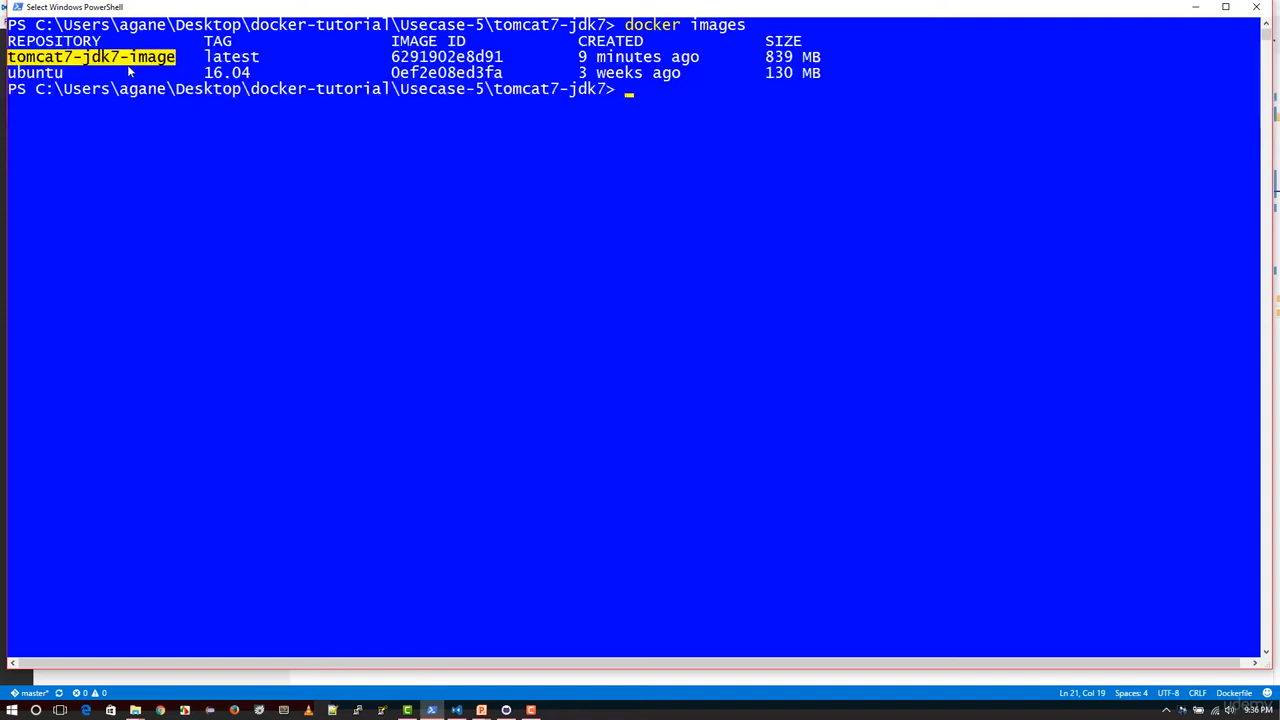 Select Windows PowerShell
PS C:\Users\agane\Desktop\docker-tutorial\Usecase-5\tomcat7-jdk7> docker images
REPOSITORY TAG IMAGE ID CREATED SIZE
tomcat7-jdk7-image latest 6291902e8d91 9 minutes ago 839 MB
ubuntu 16.04 0ef2e08ed3fa 3 weeks ago 130 MB
PS C:\Users\agane\Desktop\docker-tutorial\Usecase-5\tomcat7-jdk7>
master* 0 0 Ln 21, Col 19 Spaces: 4 UTF-8 CRLF Dockerfile
udemy
9:36 PM